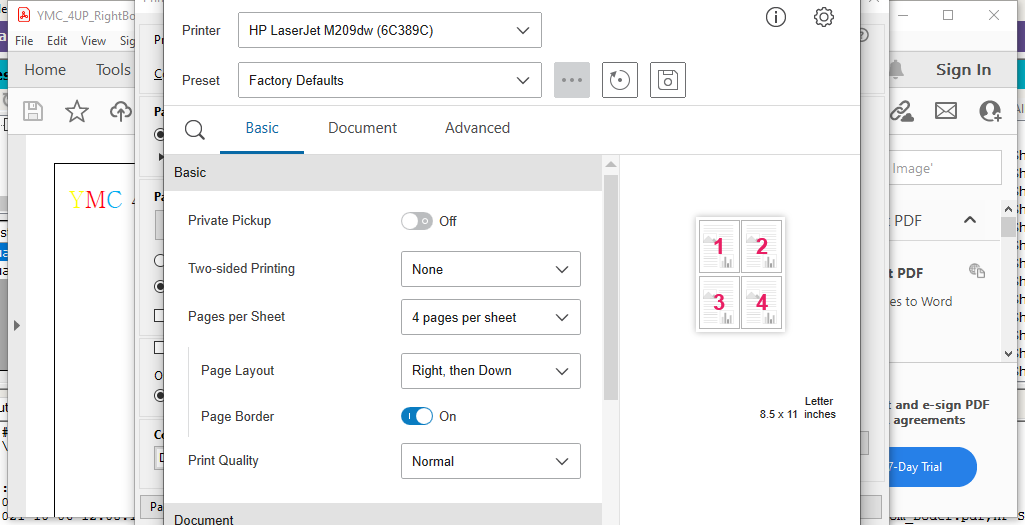 YMC_4UP_RightBo
File Edit View Sig
Home Tools
YMC 4
Printer HP LaserJet M209dw (6C389C)
Preset Factory Defaults
Basic Document Advanced
Basic
Private Pickup Off
Two-sided Printing None
Pages per Sheet 4 pages per sheet
Page Layout Right, then Down
Page Border On
Print Quality Normal
Document
1 2
3 4
Letter
8.5 x 11 inches
Sign In
Image'
PDF
t PDF
es to Word
t and e-sign PDF
agreements
7-Day Trial